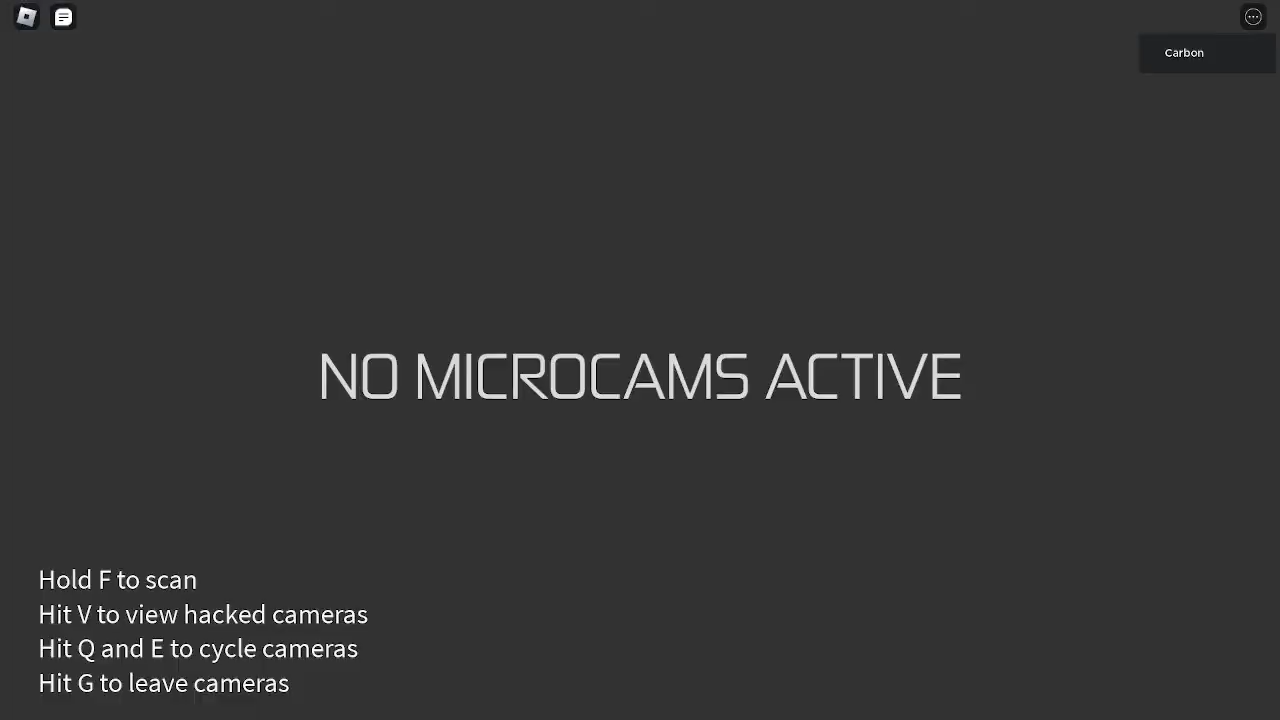 Carbon
NO MICROCAMS ACTIVE
Hold F to scan
Hit V to view hacked cameras
Hit Q and E to cycle cameras
Hit G to leave cameras